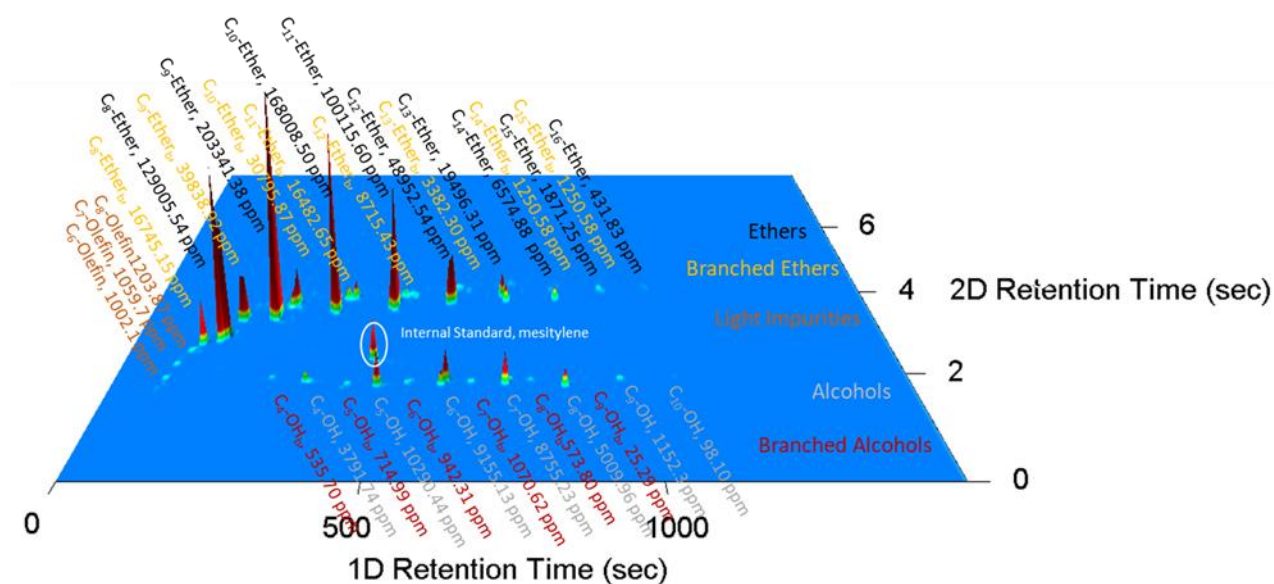 C₆-Olefin, 1002.1 ppm
C₇-Olefin, 1059.7 ppm
C₈-Olefin1203.83 ppm
C₈-Etherbr 16745.15 ppm
C₈-Ether, 129005.54 ppm
C₉-Etherbr 39838.92 ppm
C₉-Ether, 203341.38 ppm
C₁₀-Etherbr 30795.87 ppm
C₁₀-Ether, 168008.50 ppm
C₁₁-Etherbr 16482.65 ppm
C₁₁-Ether, 100115.60 ppm
C₁₂-Etherbr 8715.43 ppm
C₁₂-Ether, 48952.54 ppm
C₁₃-Etherbr 3382.30 ppm
C₁₃-Ether, 19496.31 ppm
C₁₄-Ether, 6574.88 ppm
C₁₄-Etherbr 1250.58 ppm
C₁₅-Ether, 1871.25 ppm
C₁₅-Etherbr 1250.58 ppm
C₁₆-Ether, 431.83 ppm
Ethers
Branched Ethers
Light Impurities
Alcohols
Branched Alcohols
Internal Standard, mesitylene
6
4
2
0
2D Retention Time (sec)
C₄-OHbr 535.70 ppm
C₄-OH, 3791.74 ppm
C₅-OHbr 714.99 ppm
C₅-OH, 10290.44 ppm
C₆-OHbr 942.31 ppm
C₆-OH, 9155.13 ppm
C₇-OHbr 1070.62 ppm
C₇-OH, 8755.23 ppm
C₈-OHbr573.80 ppm
C₈-OH, 5009.96 ppm
C₉-OHbr 25.29 ppm
C₉-OH, 1152.3 ppm
C₁₀-OH, 98.10 ppm
0
500
1000
1D Retention Time (sec)